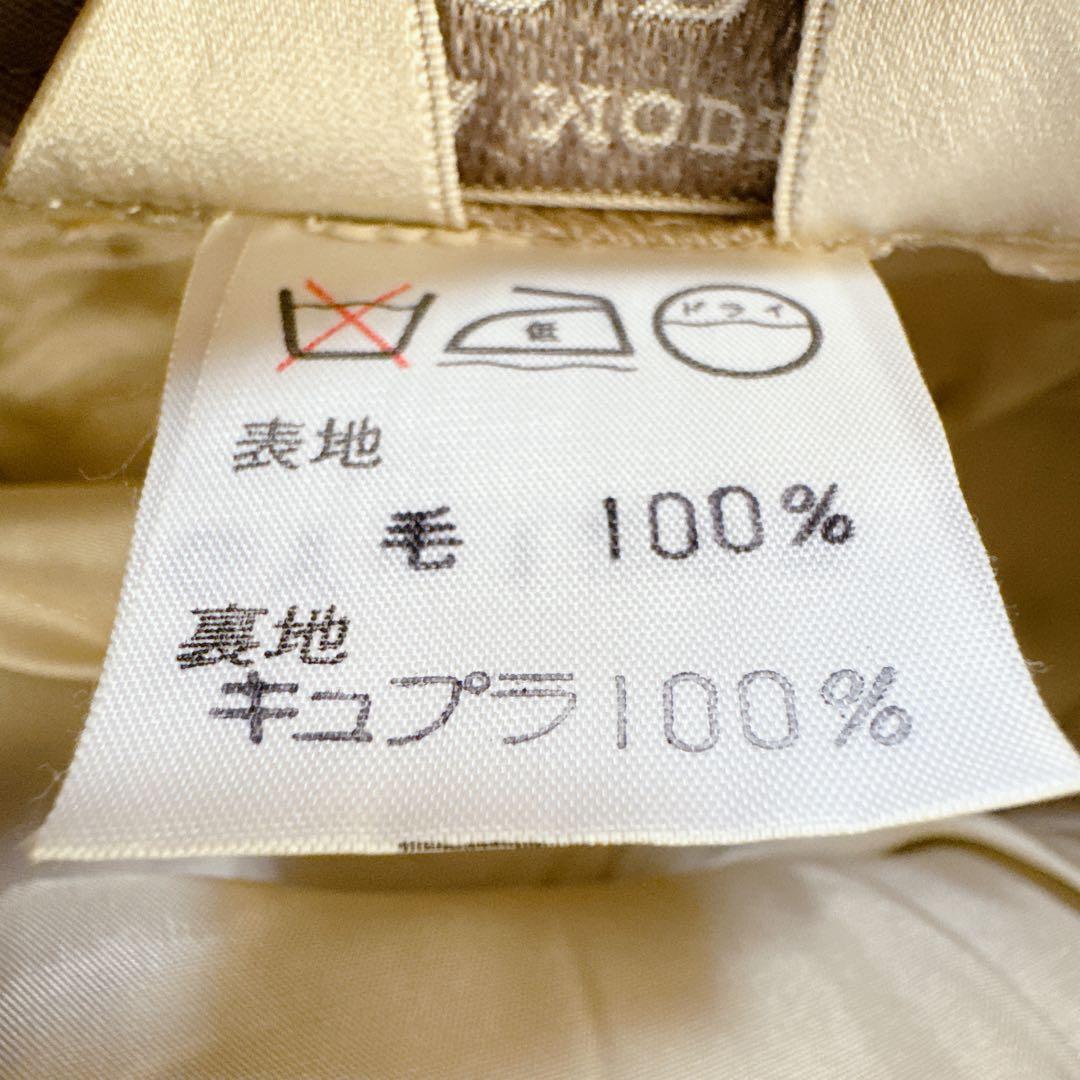 低 ドライ
表地
毛 100%
裏地
キュプラ100%